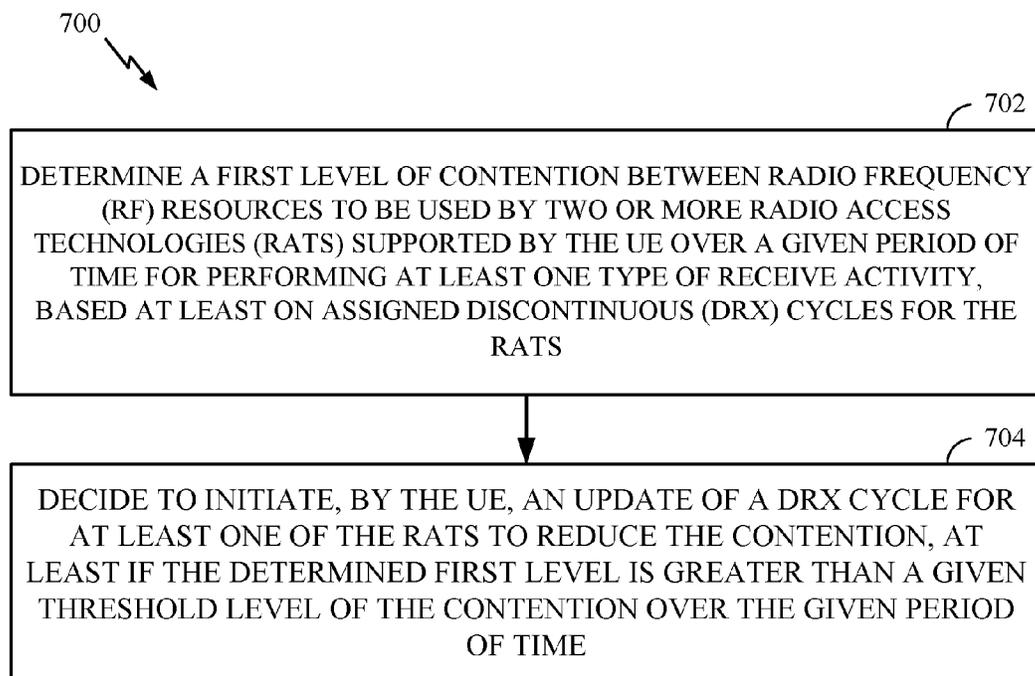 700
702
DETERMINE A FIRST LEVEL OF CONTENTION BETWEEN RADIO FREQUENCY
(RF) RESOURCES TO BE USED BY TWO OR MORE RADIO ACCESS
TECHNOLOGIES (RATS) SUPPORTED BY THE UE OVER A GIVEN PERIOD OF
TIME FOR PERFORMING AT LEAST ONE TYPE OF RECEIVE ACTIVITY,
BASED AT LEAST ON ASSIGNED DISCONTINUOUS (DRX) CYCLES FOR THE
RATS
704
DECIDE TO INITIATE, BY THE UE, AN UPDATE OF A DRX CYCLE FOR
AT LEAST ONE OF THE RATS TO REDUCE THE CONTENTION, AT
LEAST IF THE DETERMINED FIRST LEVEL IS GREATER THAN A GIVEN
THRESHOLD LEVEL OF THE CONTENTION OVER THE GIVEN PERIOD
OF TIME